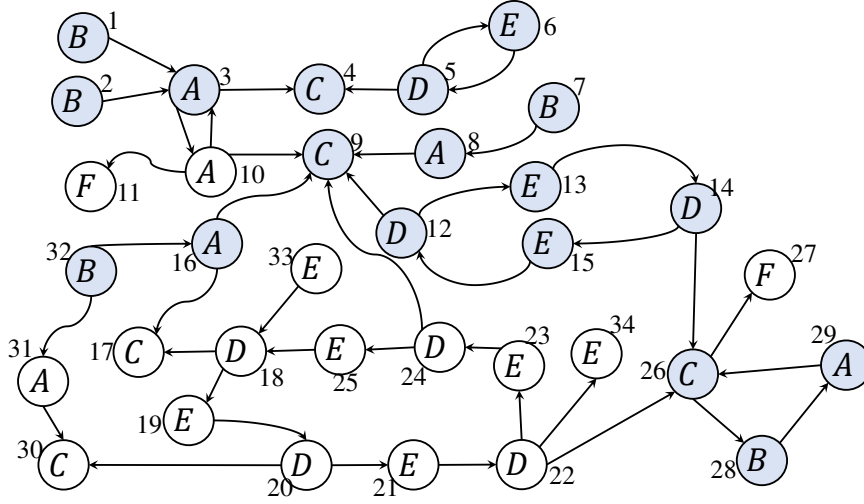 B 1
E 6
B 2
A 3
C 4
D 5
B 7
F 11
A 10
C 9
A 8
E 13
D 14
D 12
E 15
32 B
A 16
33 E
F 27
31 A
17 C
D 18
E 25
D 24
E 23
E 34
26 C
A 29
19 E
30 C
D 20
E 21
D 22
28 B